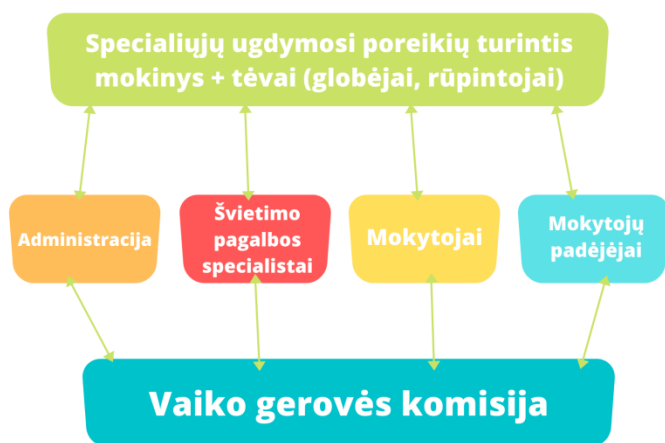 Specialiųjų ugdymosi poreikių turintis
mokinys + tėvai (globėjai, rūpintojai)
Administracija
Švietimo
pagalbos
specialistai
Mokytojai
Mokytojų
padėjėjai
Vaiko gerovės komisija